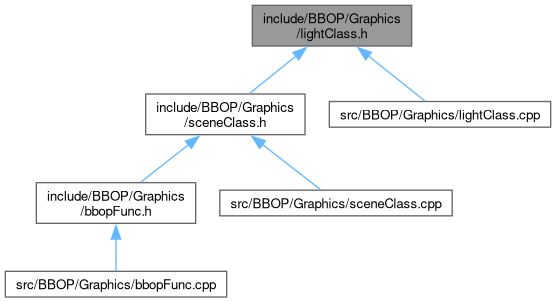 include/BBOP/Graphics
/lightClass.h
include/BBOP/Graphics
/sceneClass.h
src/BBOP/Graphics/lightClass.cpp
include/BBOP/Graphics
/bbopFunc.h
src/BBOP/Graphics/sceneClass.cpp
src/BBOP/Graphics/bbopFunc.cpp